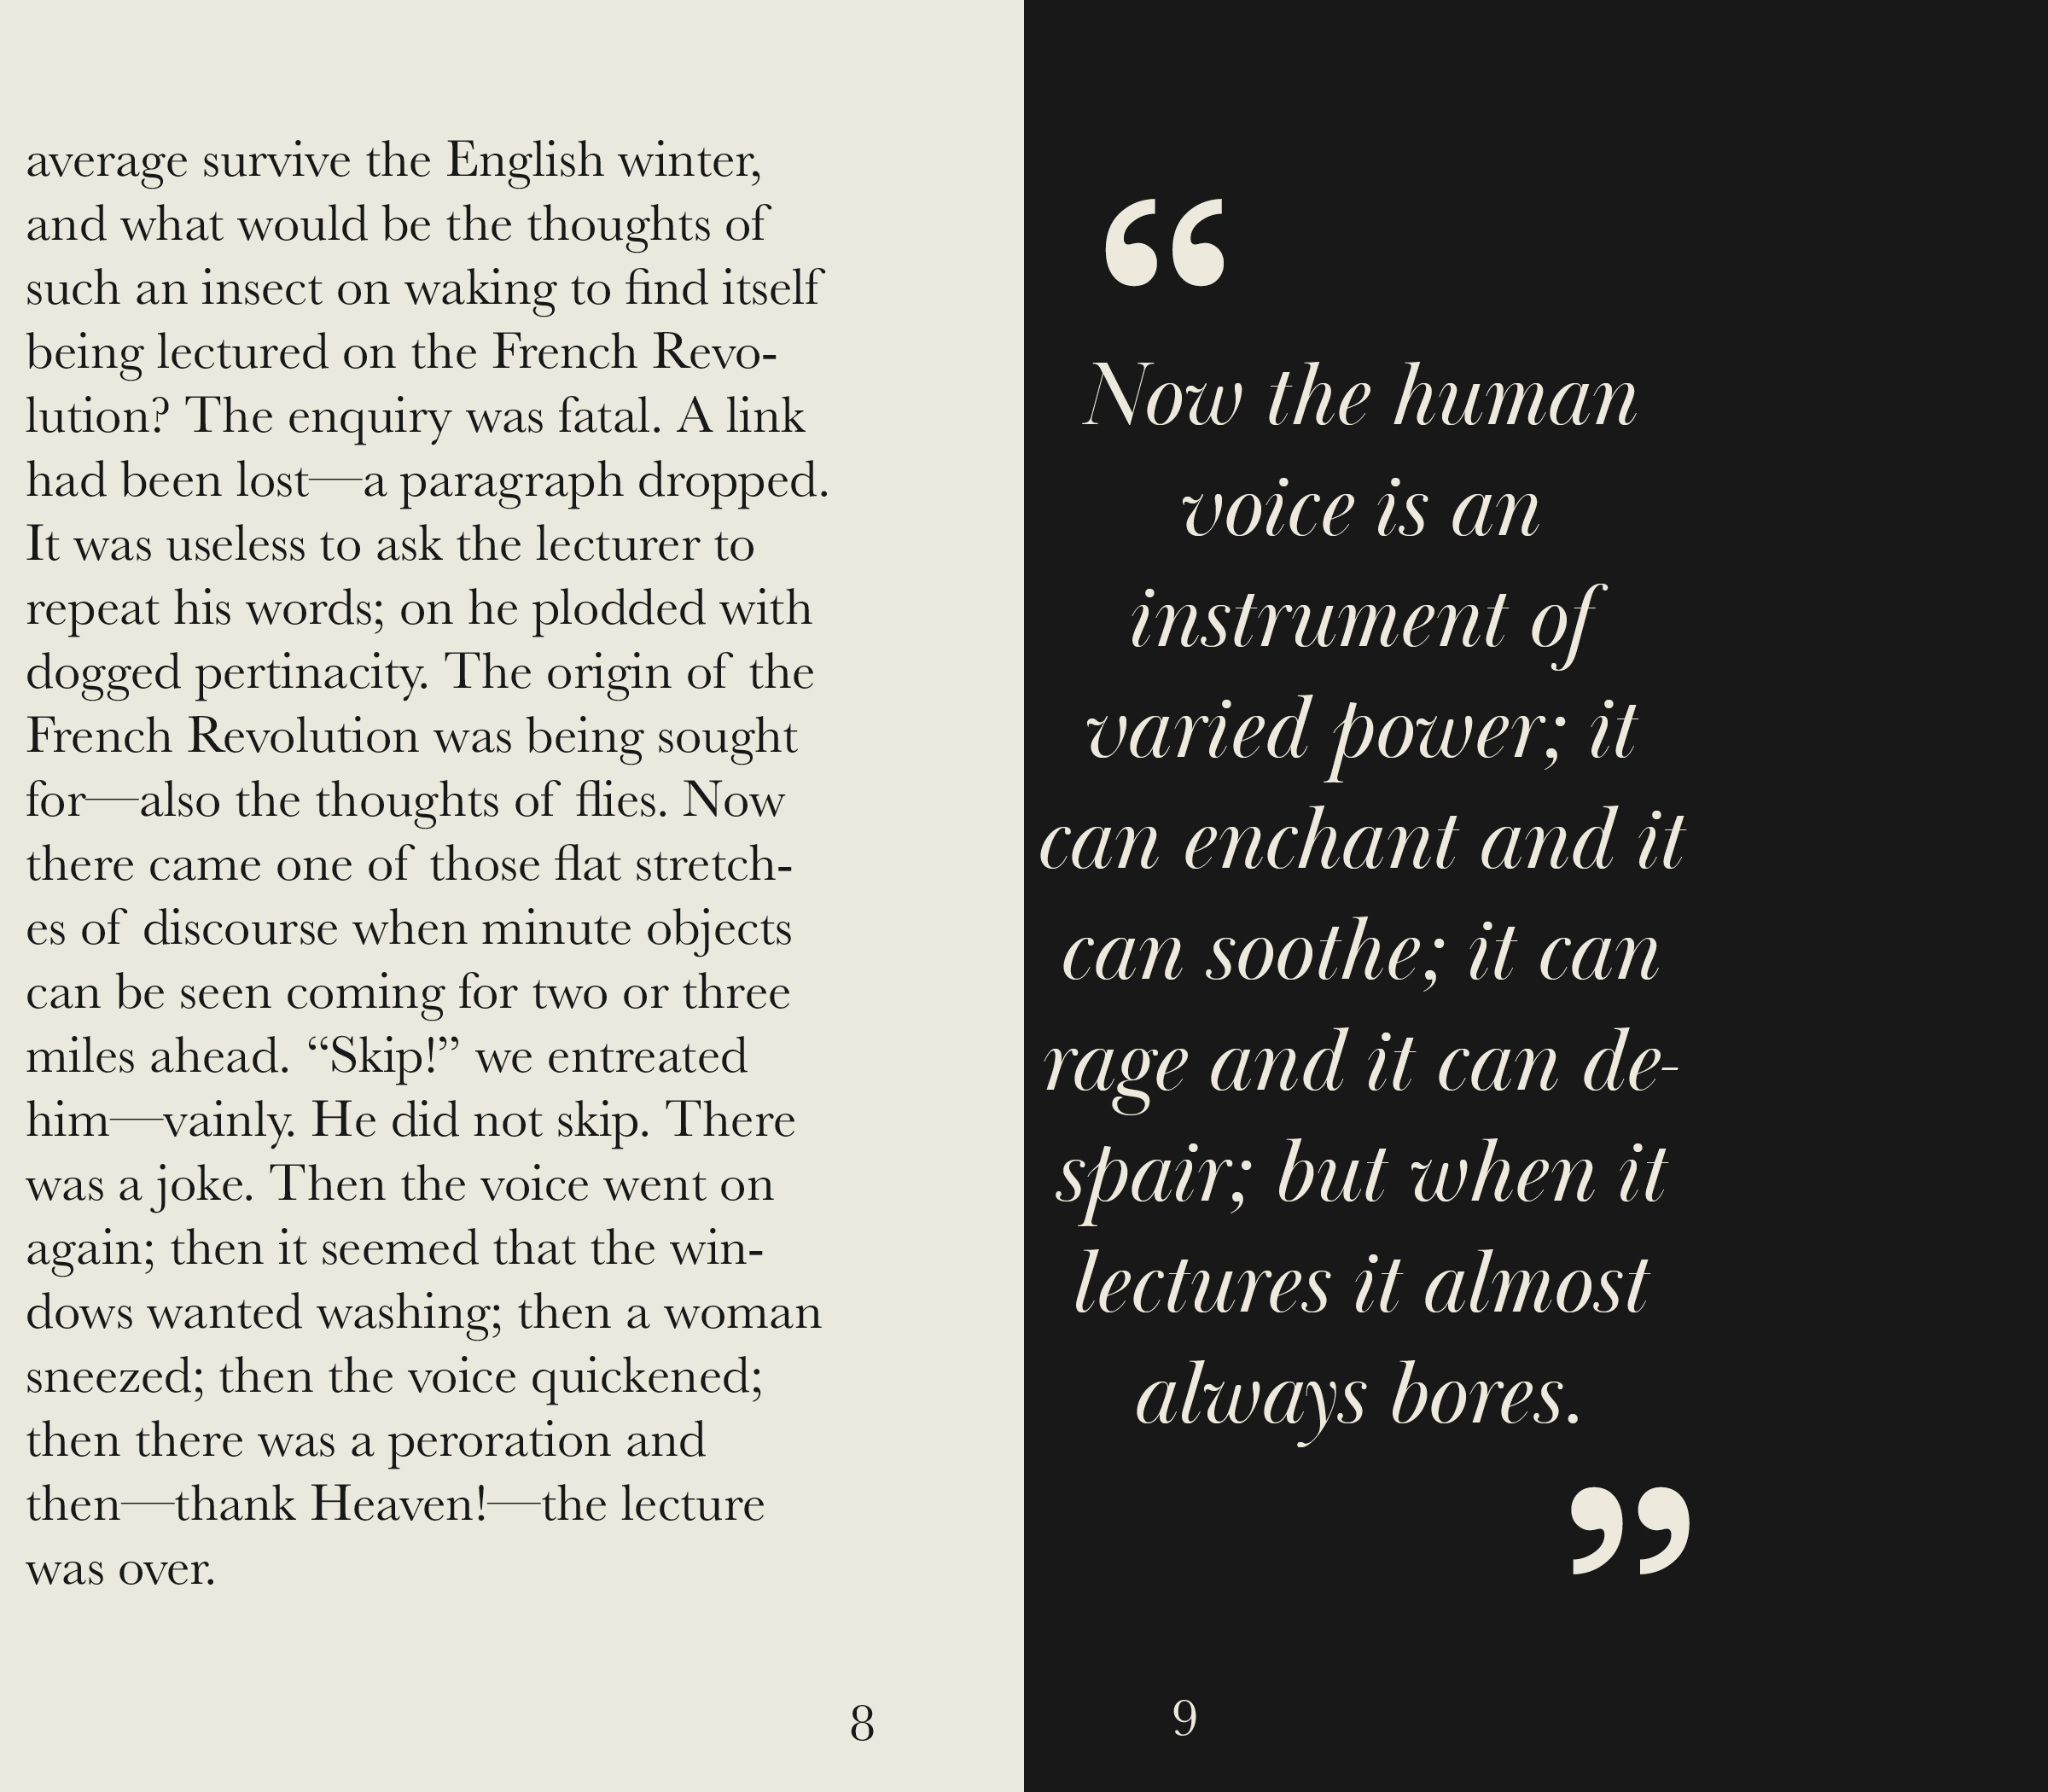 average survive the English winter,
and what would be the thoughts of
such an insect on waking to find itself
being lectured on the French Revo-
lution? The enquiry was fatal. A link
had been lost—a paragraph dropped.
It was useless to ask the lecturer to
repeat his words; on he plodded with
dogged pertinacity. The origin of the
French Revolution was being sought
for—also the thoughts of flies. Now
there came one of those flat stretch-
es of discourse when minute objects
can be seen coming for two or three
miles ahead. “Skip!” we entreated
him—vainly. He did not skip. There
was a joke. Then the voice went on
again; then it seemed that the win-
dows wanted washing; then a woman
sneezed; then the voice quickened;
then there was a peroration and
then—thank Heaven!—the lecture
was over.
8
“
Now the human
voice is an
instrument of
varied power; it
can enchant and it
can soothe; it can
rage and it can de-
spair; but when it
lectures it almost
always bores.
”
9